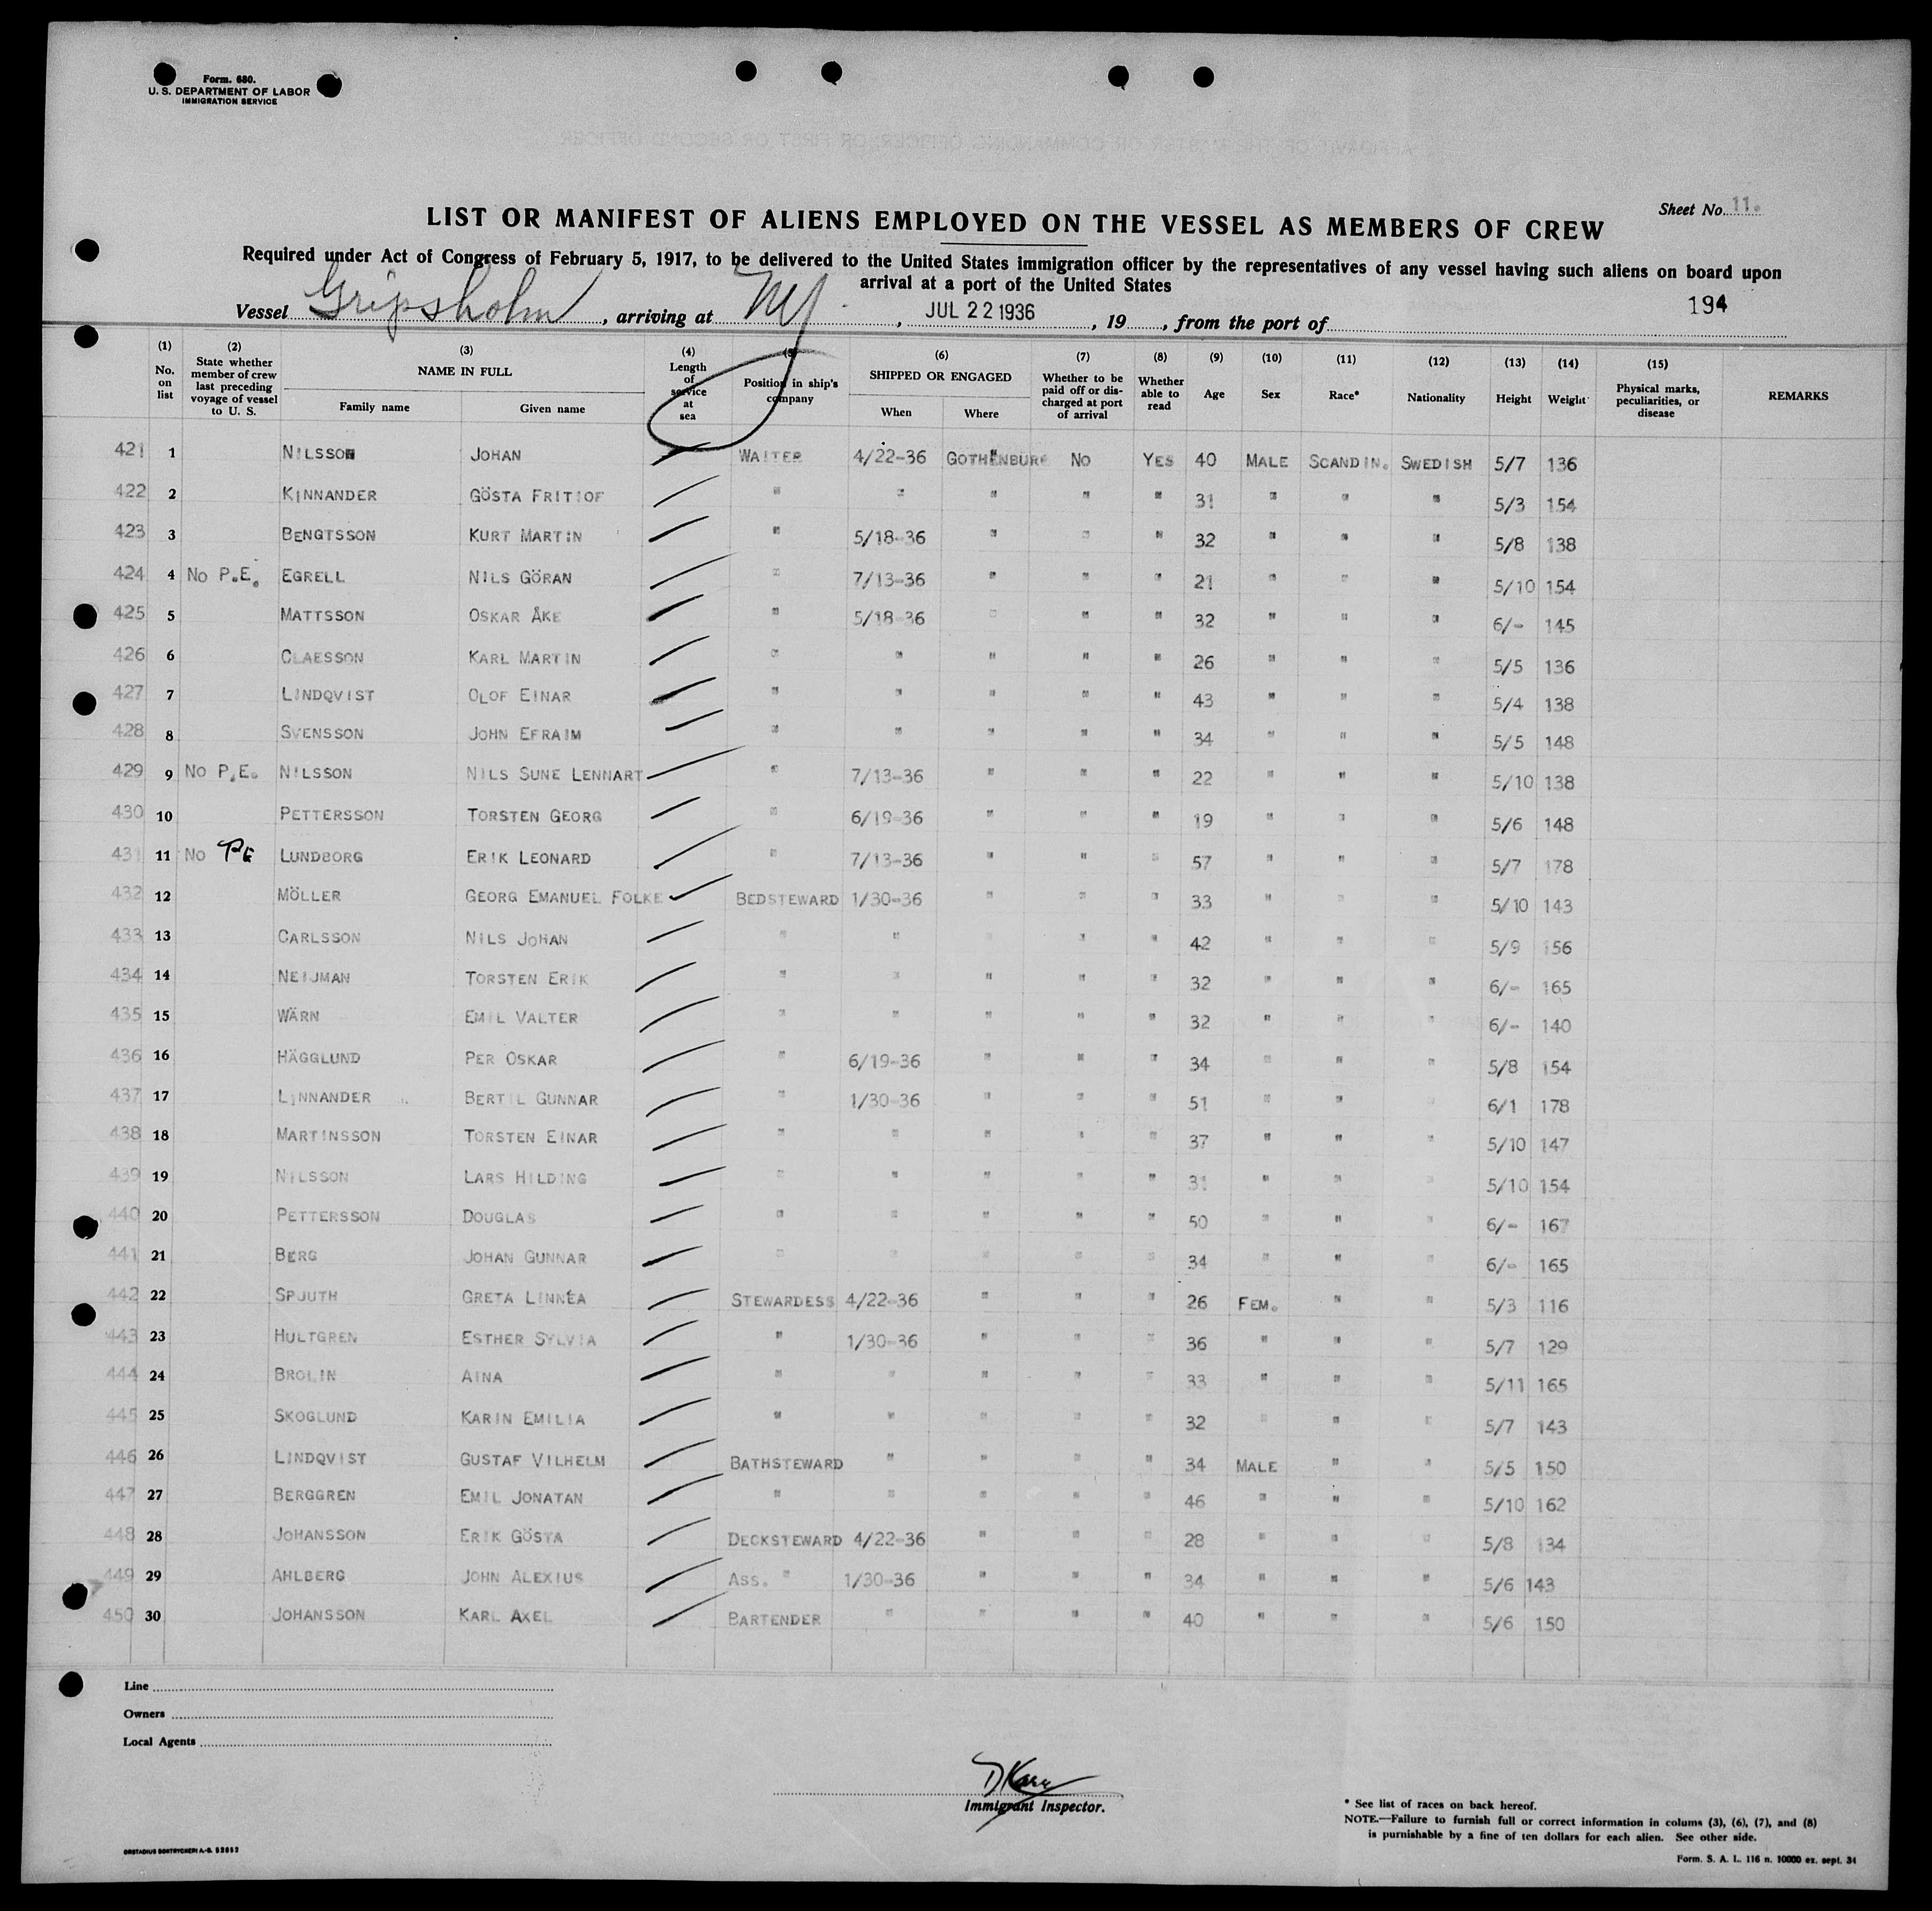 Form. 680.
U. S. DEPARTMENT OF LABOR
IMMIGRATION SERVICE
Sheet No. 11.
LIST OR MANIFEST OF ALIENS EMPLOYED ON THE VESSEL AS MEMBERS OF CREW
Required under Act of Congress of February 5, 1917, to be delivered to the United States immigration officer by the representatives of any vessel having such aliens on board upon
arrival at a port of the United States
194
Vessel Gripsholm, arriving at NY, JUL 22 1936, 19 , from the port of
(1) No. on list (2) State whether member of crew last preceding voyage of vessel to U. S. (3) NAME IN FULL Family name Given name (4) Length of service at sea (5) Position in ship's company (6) SHIPPED OR ENGAGED When Where (7) Whether to be paid off or discharged at port of arrival (8) Whether able to read (9) Age (10) Sex (11) Race* (12) Nationality (13) Height (14) Weight (15) Physical marks, peculiarities, or disease REMARKS
421 1 NILSSON JOHAN WAITER 4/22-36 GOTHENBURG NO YES 40 MALE SCANDIN. SWEDISH 5/7 136
422 2 KINNANDER GÖSTA FRITIOF " " " " " 31 " " " 5/3 154
423 3 BENGTSSON KURT MARTIN " 5/18-36 " " " 32 " " " 5/8 138
424 4 NO P.E. EGRELL NILS GÖRAN " 7/13-36 " " " 21 " " " 5/10 154
425 5 MATTSSON OSKAR ÅKE " 5/18-36 " " " 32 " " " 6/- 145
426 6 CLAESSON KARL MARTIN " " " " " 26 " " " 5/5 136
427 7 LINDQVIST OLOF EINAR " " " " " 43 " " " 5/4 138
428 8 SVENSSON JOHN EFRAIM " " " " " 34 " " " 5/5 148
429 9 NO P.E. NILSSON NILS SUNE LENNART " 7/13-36 " " " 22 " " " 5/10 138
430 10 PETTERSSON TORSTEN GEORG " 6/19-36 " " " 19 " " " 5/6 148
431 11 NO PE LUNDBORG ERIK LEONARD " 7/13-36 " " " 57 " " " 5/7 178
432 12 MÖLLER GEORG EMANUEL FOLKE BEDSTEWARD 1/30-36 " " " 33 " " " 5/10 143
433 13 CARLSSON NILS JOHAN " " " " " 42 " " " 5/9 156
434 14 NEIJMAN TORSTEN ERIK " " " " " 32 " " " 6/- 165
435 15 WÄRN EMIL VALTER " " " " " 32 " " " 6/- 140
436 16 HÄGGLUND PER OSKAR " 6/19-36 " " " 34 " " " 5/8 154
437 17 LINNANDER BERTIL GUNNAR " 1/30-36 " " " 51 " " " 6/1 178
438 18 MARTINSSON TORSTEN EINAR " " " " " 37 " " " 5/10 147
439 19 NILSSON LARS HILDING " " " " " 31 " " " 5/10 154
440 20 PETTERSSON DOUGLAS " " " " " 50 " " " 6/- 167
441 21 BERG JOHAN GUNNAR " " " " " 34 " " " 6/- 165
442 22 SPJUTH GRETA LINNÉA STEWARDESS 4/22-36 " " " 26 FEM. " " 5/3 116
443 23 HULTGREN ESTHER SYLVIA " 1/30-36 " " " 36 " " " 5/7 129
444 24 BROLIN AINA " " " " " 33 " " " 5/11 165
445 25 SKOGLUND KARIN EMILIA " " " " " 32 " " " 5/7 143
446 26 LINDQVIST GUSTAF VILHELM BATHSTEWARD " " " " 34 MALE " " 5/5 150
447 27 BERGGREN EMIL JONATAN " " " " " 46 " " " 5/10 162
448 28 JOHANSSON ERIK GÖSTA DECKSTEWARD 4/22-36 " " " 28 " " " 5/8 134
449 29 AHLBERG JOHN ALEXIUS ASS. " 1/30-36 " " " 34 " " " 5/6 143
450 30 JOHANSSON KARL AXEL BARTENDER " " " " 40 " " " 5/6 150
Line
Owners
Local Agents
Immigrant Inspector.
* See list of races on back hereof.
NOTE.—Failure to furnish full or correct information in colums (3), (6), (7), and (8)
is punishable by a fine of ten dollars for each alien. See other side.
Form. S. A. L. 116 n. 10000 ex. sept. 34